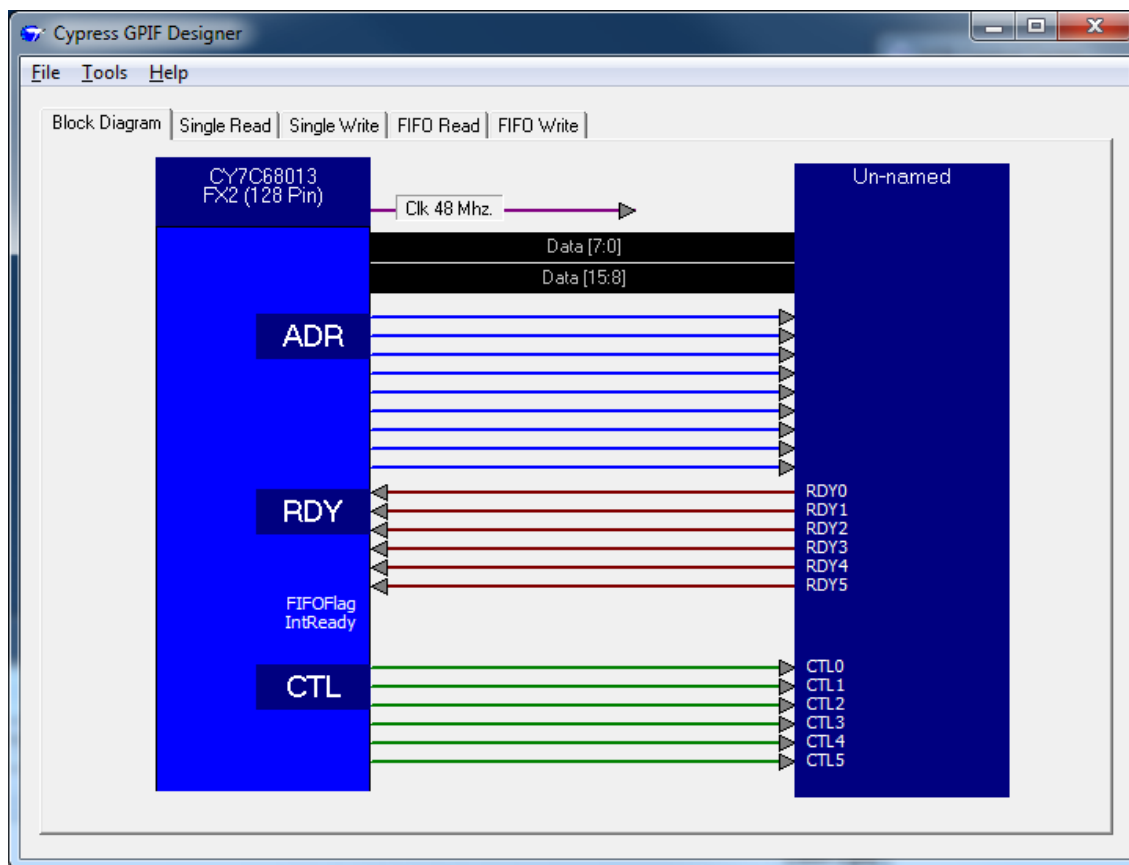 Cypress GPIF Designer
File Tools Help
Block Diagram Single Read Single Write FIFO Read FIFO Write
CY7C68013
FX2 (128 Pin)
Un-named
Clk 48 Mhz.
Data [7:0]
Data [15:8]
ADR
RDY
RDY0
RDY1
RDY2
RDY3
RDY4
RDY5
FIFOFlag
IntReady
CTL
CTL0
CTL1
CTL2
CTL3
CTL4
CTL5